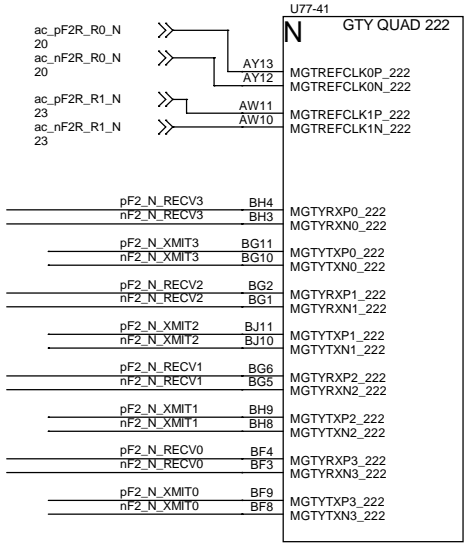 U77-41
N GTY QUAD 222
ac_pF2R_R0_N
20
ac_nF2R_R0_N
20
ac_pF2R_R1_N
23
ac_nF2R_R1_N
23
AY13 MGTREFCLK0P_222
AY12 MGTREFCLK0N_222
AW11 MGTREFCLK1P_222
AW10 MGTREFCLK1N_222
pF2_N_RECV3 BH4 MGTYRXP0_222
nF2_N_RECV3 BH3 MGTYRXN0_222
pF2_N_XMIT3 BG11 MGTYTXP0_222
nF2_N_XMIT3 BG10 MGTYTXN0_222
pF2_N_RECV2 BG2 MGTYRXP1_222
nF2_N_RECV2 BG1 MGTYRXN1_222
pF2_N_XMIT2 BJ11 MGTYTXP1_222
nF2_N_XMIT2 BJ10 MGTYTXN1_222
pF2_N_RECV1 BG6 MGTYRXP2_222
nF2_N_RECV1 BG5 MGTYRXN2_222
pF2_N_XMIT1 BH9 MGTYTXP2_222
nF2_N_XMIT1 BH8 MGTYTXN2_222
pF2_N_RECV0 BF4 MGTYRXP3_222
nF2_N_RECV0 BF3 MGTYRXN3_222
pF2_N_XMIT0 BF9 MGTYTXP3_222
nF2_N_XMIT0 BF8 MGTYTXN3_222